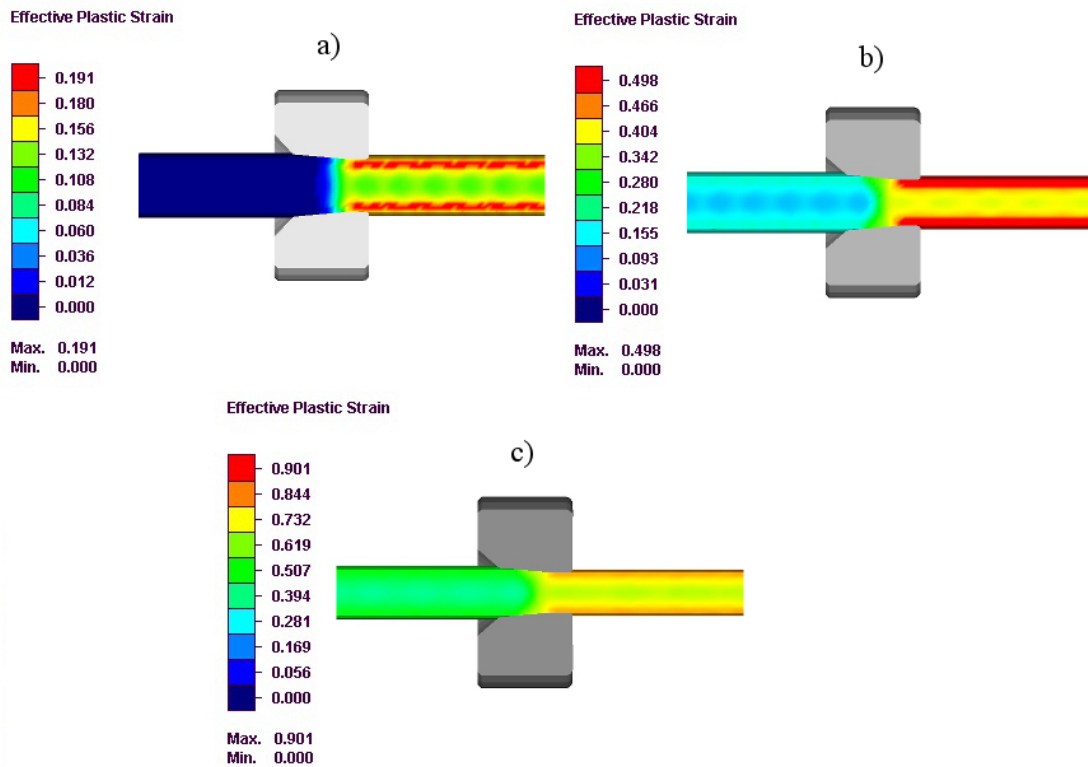 Effective Plastic Strain
a)
0.191
0.180
0.156
0.132
0.108
0.084
0.060
0.036
0.012
0.000
Max. 0.191
Min. 0.000
Effective Plastic Strain
b)
0.498
0.466
0.404
0.342
0.280
0.218
0.155
0.093
0.031
0.000
Max. 0.498
Min. 0.000
Effective Plastic Strain
c)
0.901
0.844
0.732
0.619
0.507
0.394
0.281
0.169
0.056
0.000
Max. 0.901
Min. 0.000